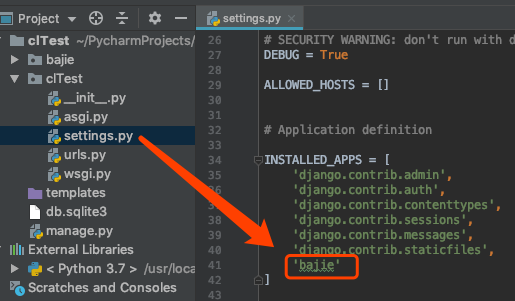 Project
clTest ~/PycharmProjects/
bajie
clTest
__init__.py
asgi.py
settings.py
urls.py
wsgi.py
templates
db.sqlite3
manage.py
External Libraries
< Python 3.7 > /usr/loca
Scratches and Consoles
settings.py
26 # SECURITY WARNING: don't run with d
27 DEBUG = True
28
29 ALLOWED_HOSTS = []
30
31
32 # Application definition
33
34 INSTALLED_APPS = [
35 'django.contrib.admin',
36 'django.contrib.auth',
37 'django.contrib.contenttypes',
38 'django.contrib.sessions',
39 'django.contrib.messages',
40 'django.contrib.staticfiles',
41 'bajie'
42 ]